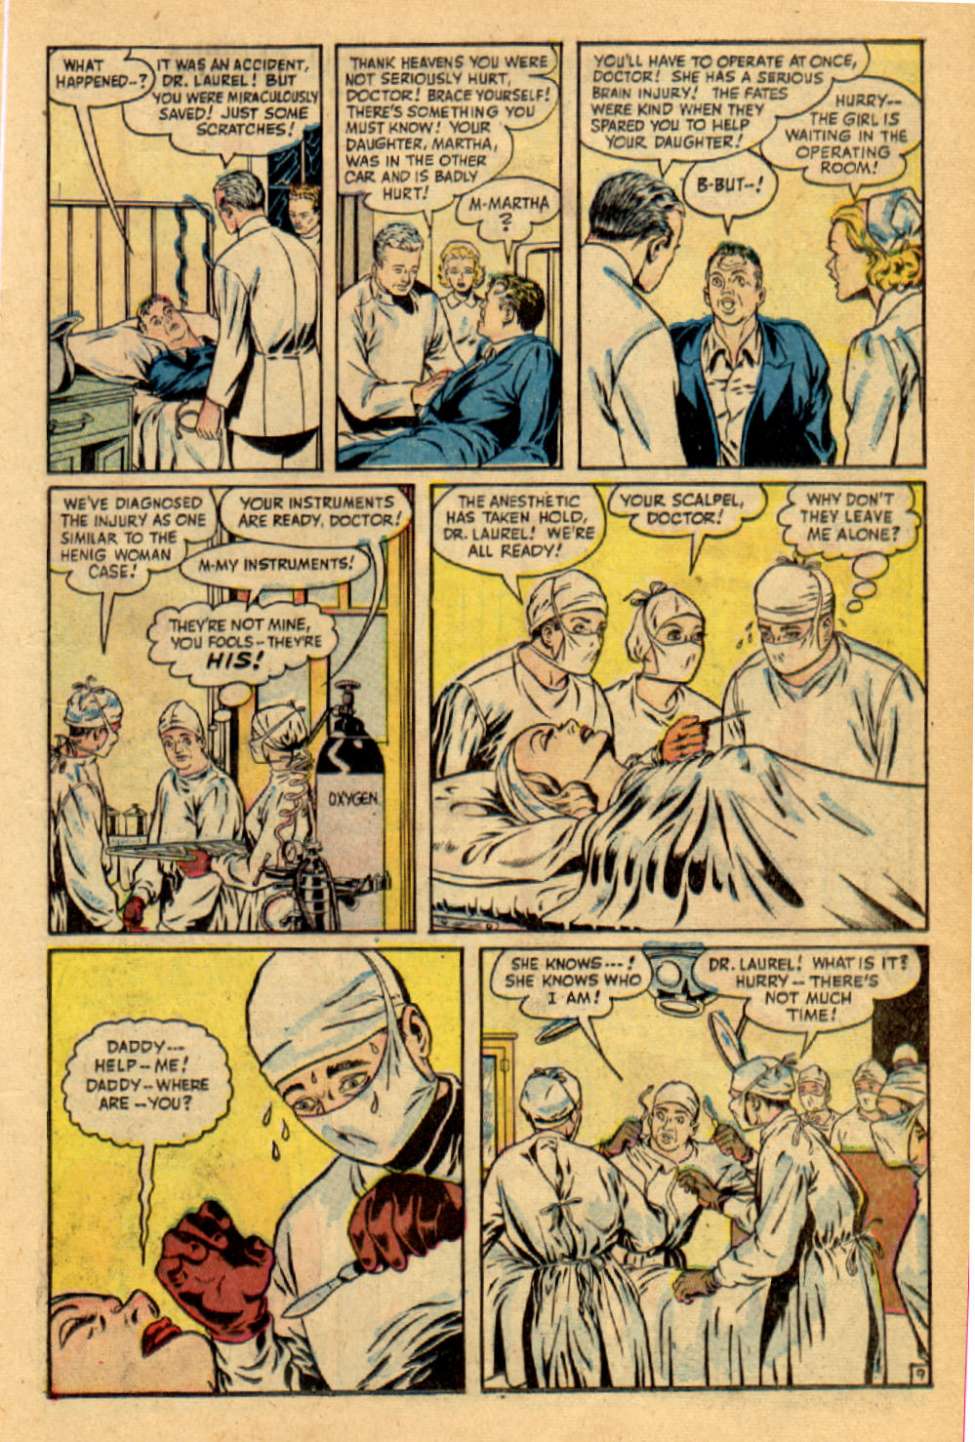 WHAT
HAPPENED--?
IT WAS AN ACCIDENT,
DR. LAUREL! BUT
YOU WERE MIRACULOUSLY
SAVED! JUST SOME
SCRATCHES!
THANK HEAVENS YOU WERE
NOT SERIOUSLY HURT,
DOCTOR! BRACE YOURSELF!
THERE'S SOMETHING YOU
MUST KNOW! YOUR
DAUGHTER, MARTHA,
WAS IN THE OTHER
CAR AND IS BADLY
HURT!
M-MARTHA
?
YOU'LL HAVE TO OPERATE AT ONCE,
DOCTOR! SHE HAS A SERIOUS
BRAIN INJURY! THE FATES
WERE KIND WHEN THEY
SPARED YOU TO HELP
YOUR DAUGHTER!
B-BUT--!
HURRY--
THE GIRL IS
WAITING IN THE
OPERATING
ROOM!
WE'VE DIAGNOSED
THE INJURY AS ONE
SIMILAR TO THE
HENIG WOMAN
CASE!
YOUR INSTRUMENTS
ARE READY, DOCTOR!
M-MY INSTRUMENTS!
THEY'RE NOT MINE,
YOU FOOLS--THEY'RE
HIS!
OXYGEN
THE ANESTHETIC
HAS TAKEN HOLD,
DR. LAUREL! WE'RE
ALL READY!
YOUR SCALPEL,
DOCTOR!
WHY DON'T
THEY LEAVE
ME ALONE?
DADDY---
HELP--ME!
DADDY--WHERE
ARE--YOU?
SHE KNOWS---!
SHE KNOWS WHO
I AM!
DR. LAUREL! WHAT IS IT?
HURRY--THERE'S
NOT MUCH
TIME!
9